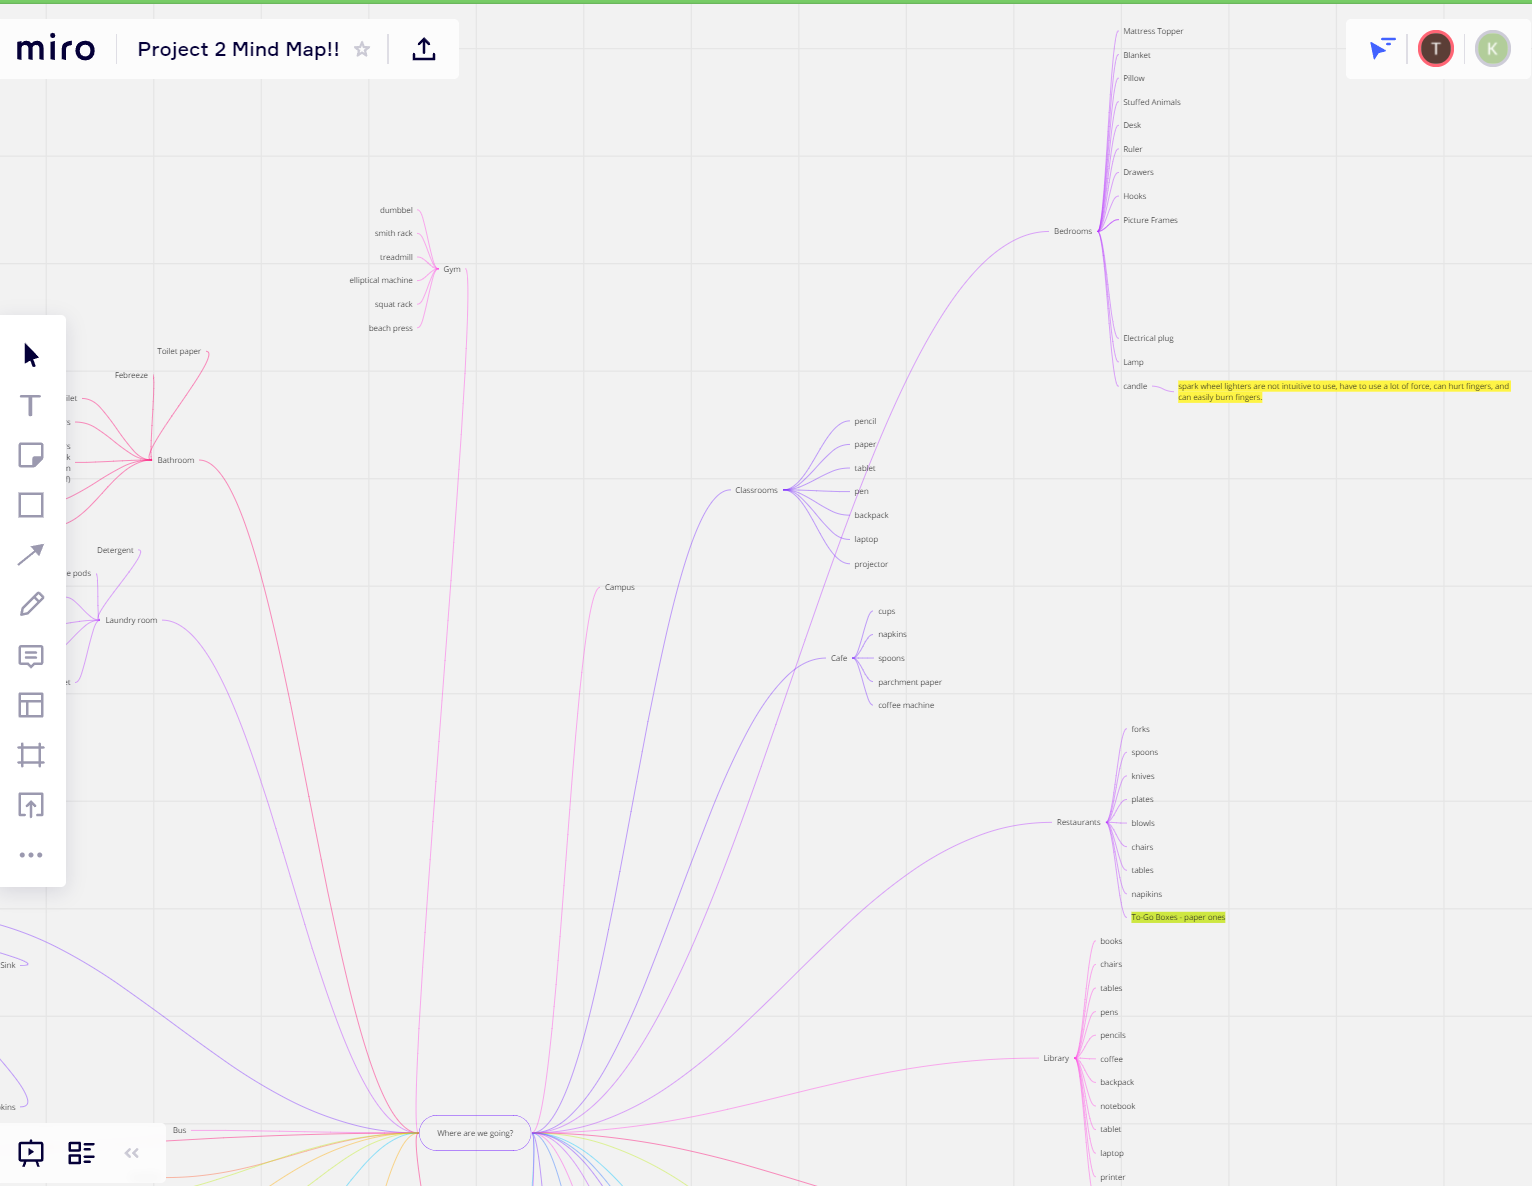 miro
Project 2 Mind Map!!
T
K
Mattress Topper
Blanket
Pillow
Stuffed Animals
Desk
Ruler
Drawers
Hooks
Picture Frames
Bedrooms
Electrical plug
Lamp
candle
spark wheel lighters are not intuitive to use, have to use a lot of force, can hurt fingers, and
can easily burn fingers.
dumbbel
smith rack
treadmill
elliptical machine
squat rack
beach press
Gym
Toilet paper
Febreeze
Bathroom
Detergent
e pods
Laundry room
pencil
paper
tablet
pen
backpack
laptop
projector
Classrooms
Campus
cups
napkins
spoons
parchment paper
coffee machine
Cafe
forks
spoons
knives
plates
blowls
chairs
tables
napikins
To-Go Boxes - paper ones
Restaurants
books
chairs
tables
pens
pencils
coffee
backpack
notebook
tablet
laptop
printer
Library
Sink
kins
Bus
Where are we going?
T